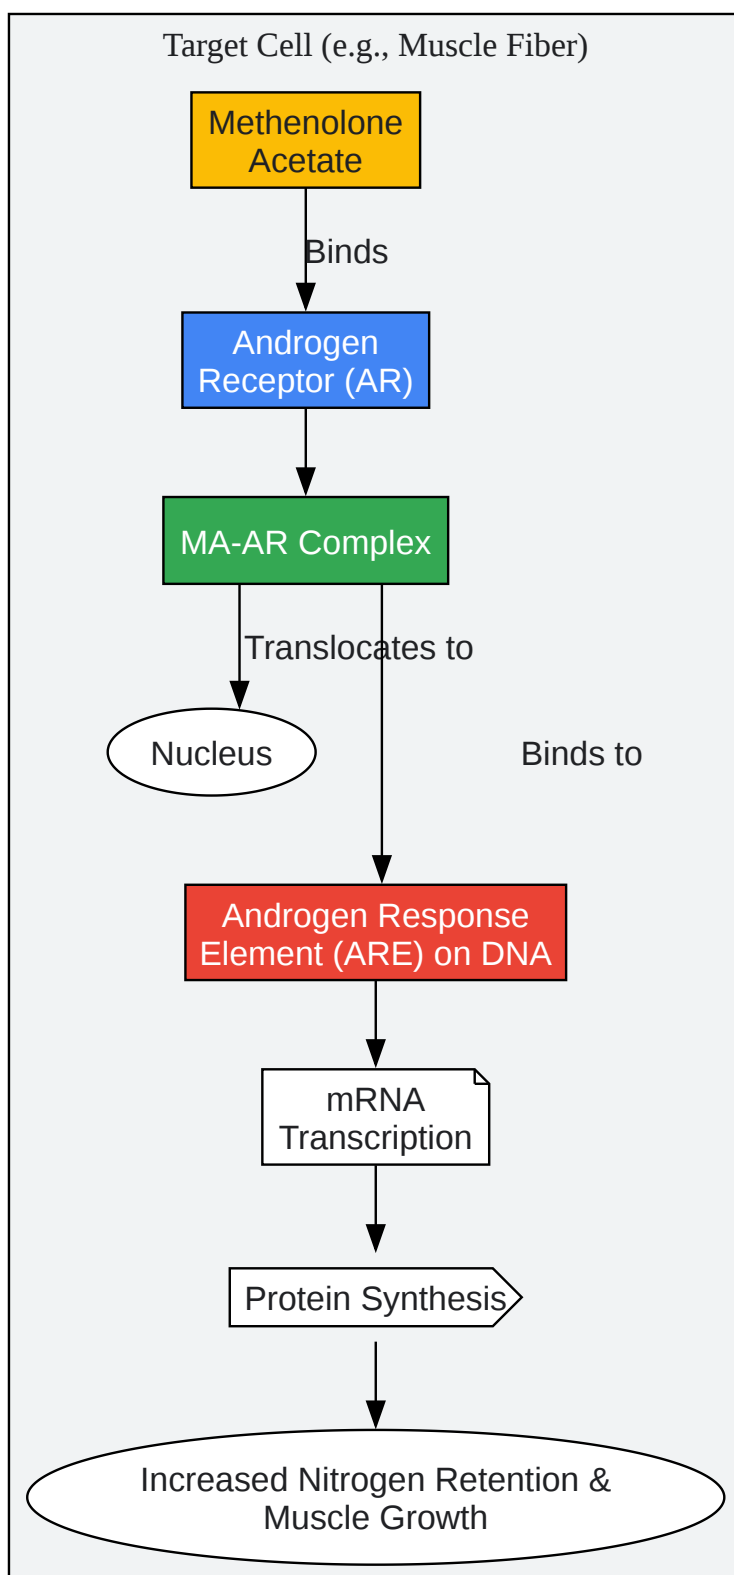 Target Cell (e.g., Muscle Fiber)
Methenolone
Acetate
Binds
Androgen
Receptor (AR)
MA-AR Complex
Translocates to
Nucleus
Binds to
Androgen Response
Element (ARE) on DNA
mRNA
Transcription
Protein Synthesis
Increased Nitrogen Retention &
Muscle Growth